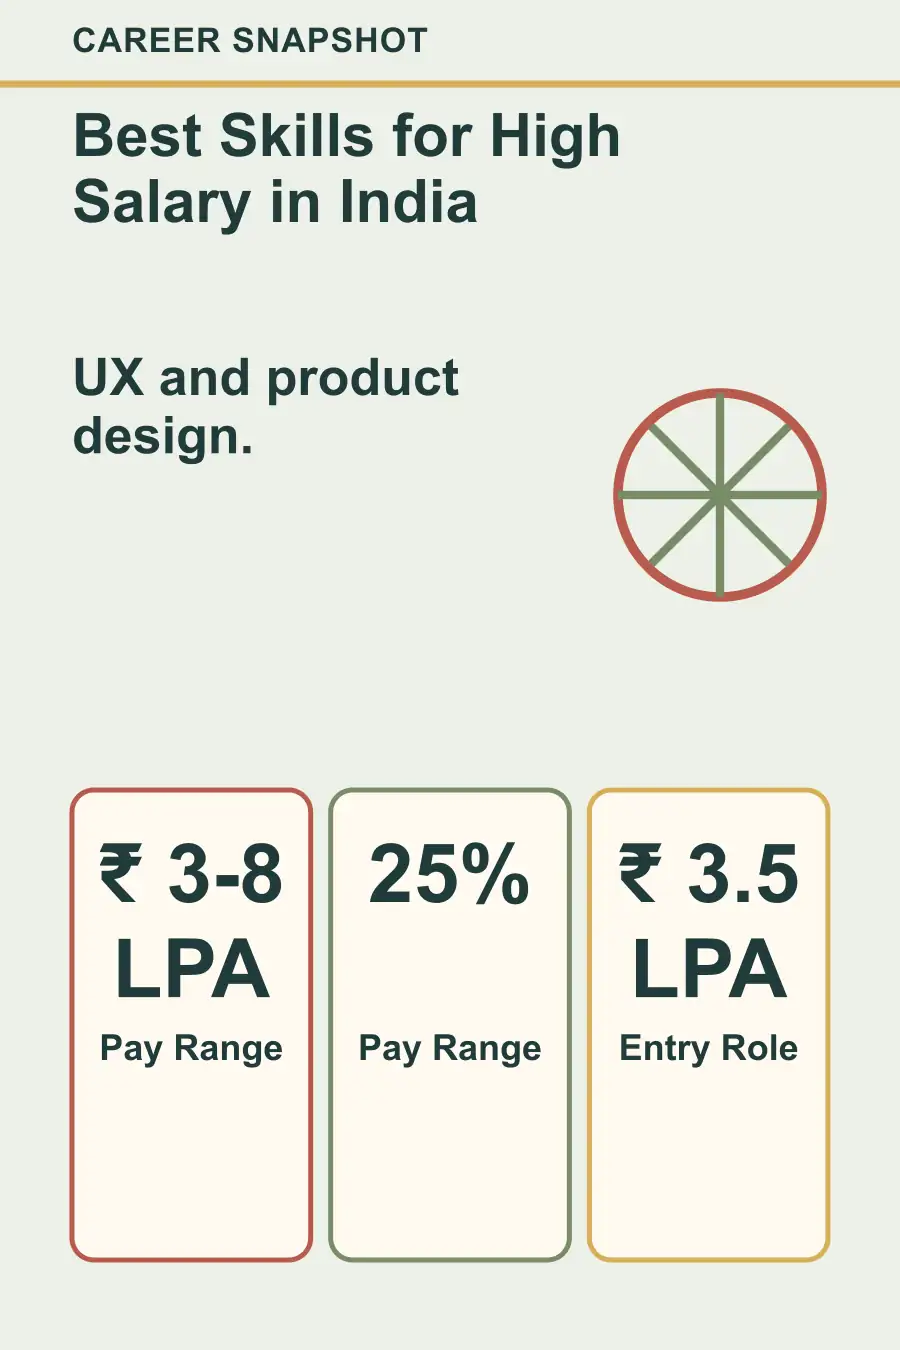 CAREER SNAPSHOT
Best Skills for High
Salary in India
UX and product
design.
₹ 3-8
LPA
Pay Range
25%
Pay Range
₹ 3.5
LPA
Entry Role